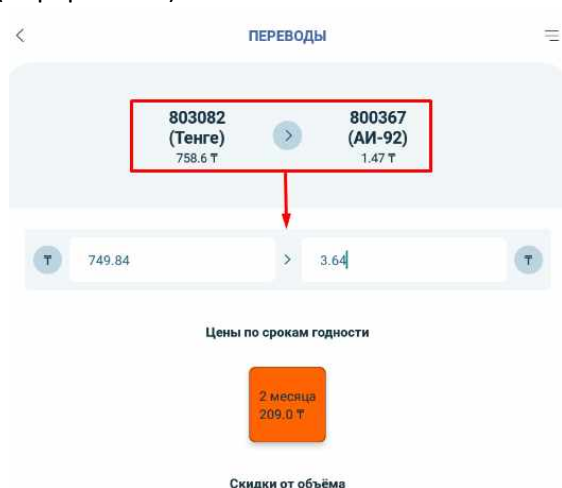 ПЕРЕВОДЫ
803082 800367
(Тенге) > (АИ-92)
758.6 ₸ 1.47 ₸
₸ 749.84 > 3.64 ₸
Цены по срокам годности
2 месяца
209.0 ₸
Скидки от объёма